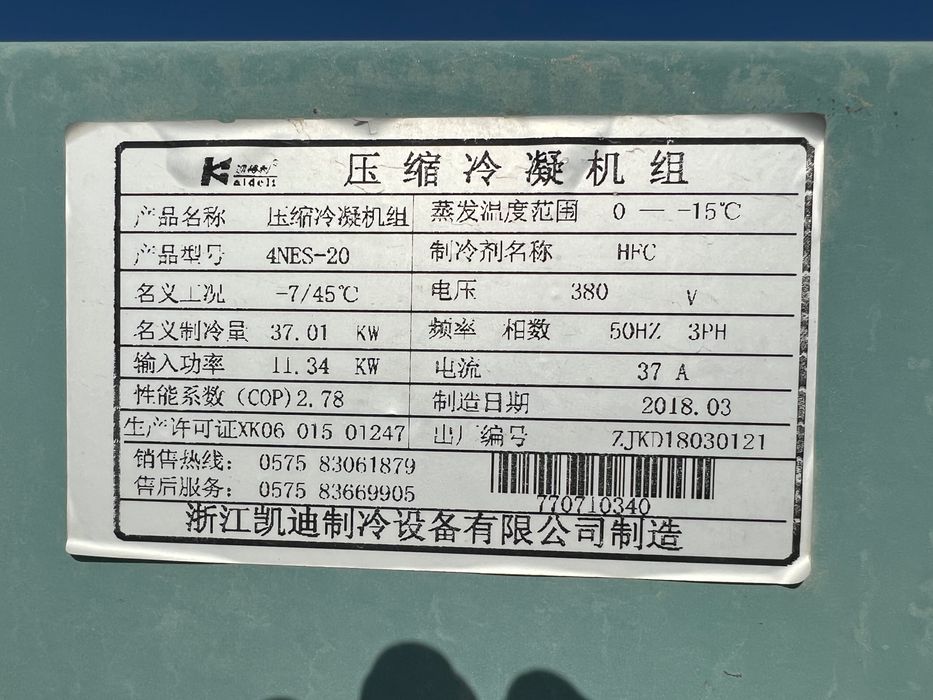 Kaideli 压缩冷凝机组
产品名称 压缩冷凝机组 蒸发温度范围 0 — -15℃
产品型号 4NES-20 制冷剂名称 HFC
名义工况 -7/45℃ 电压 380 V
名义制冷量 37.01 KW 频率 相数 50HZ 3PH
输入功率 11.34 KW 电流 37 A
性能系数(COP)2.78 制造日期 2018.03
生产许可证XK06 015 01247 出厂编号 ZJKD18030121
销售热线: 0575 83061879
售后服务: 0575 83669905
770710340
浙江凯迪制冷设备有限公司制造